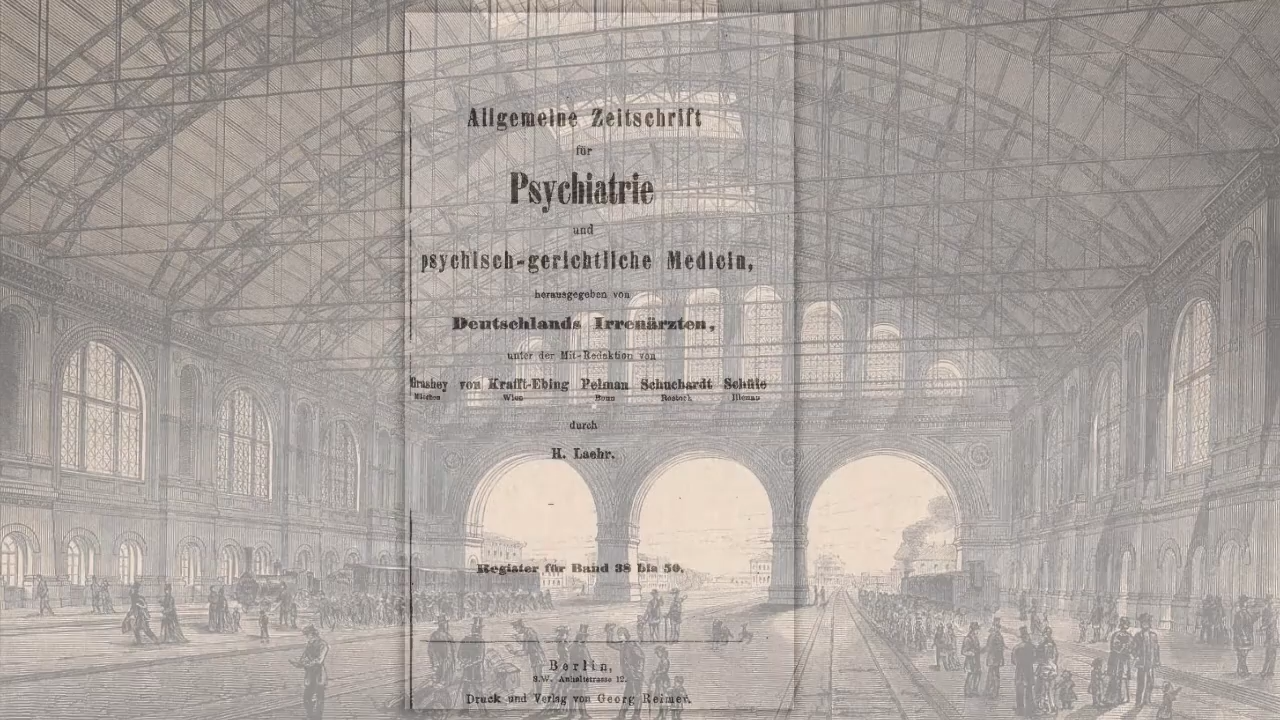 Allgemeine Zeitschrift
für
Psychiatrie
und
psychisch-gerichtliche Medicin,
herausgegeben von
Deutschlands Irrenärzten,
unter der Mit-Redaktion von
Grashey von Krafft-Ebing Pelman Schuchardt Schüle
München Wien Bonn Rostock Illenau
durch
H. Laehr.
Register für Band 38 bis 50.
Berlin,
S.W. Anhaltstrasse 12.
Druck und Verlag von Georg Reimer.